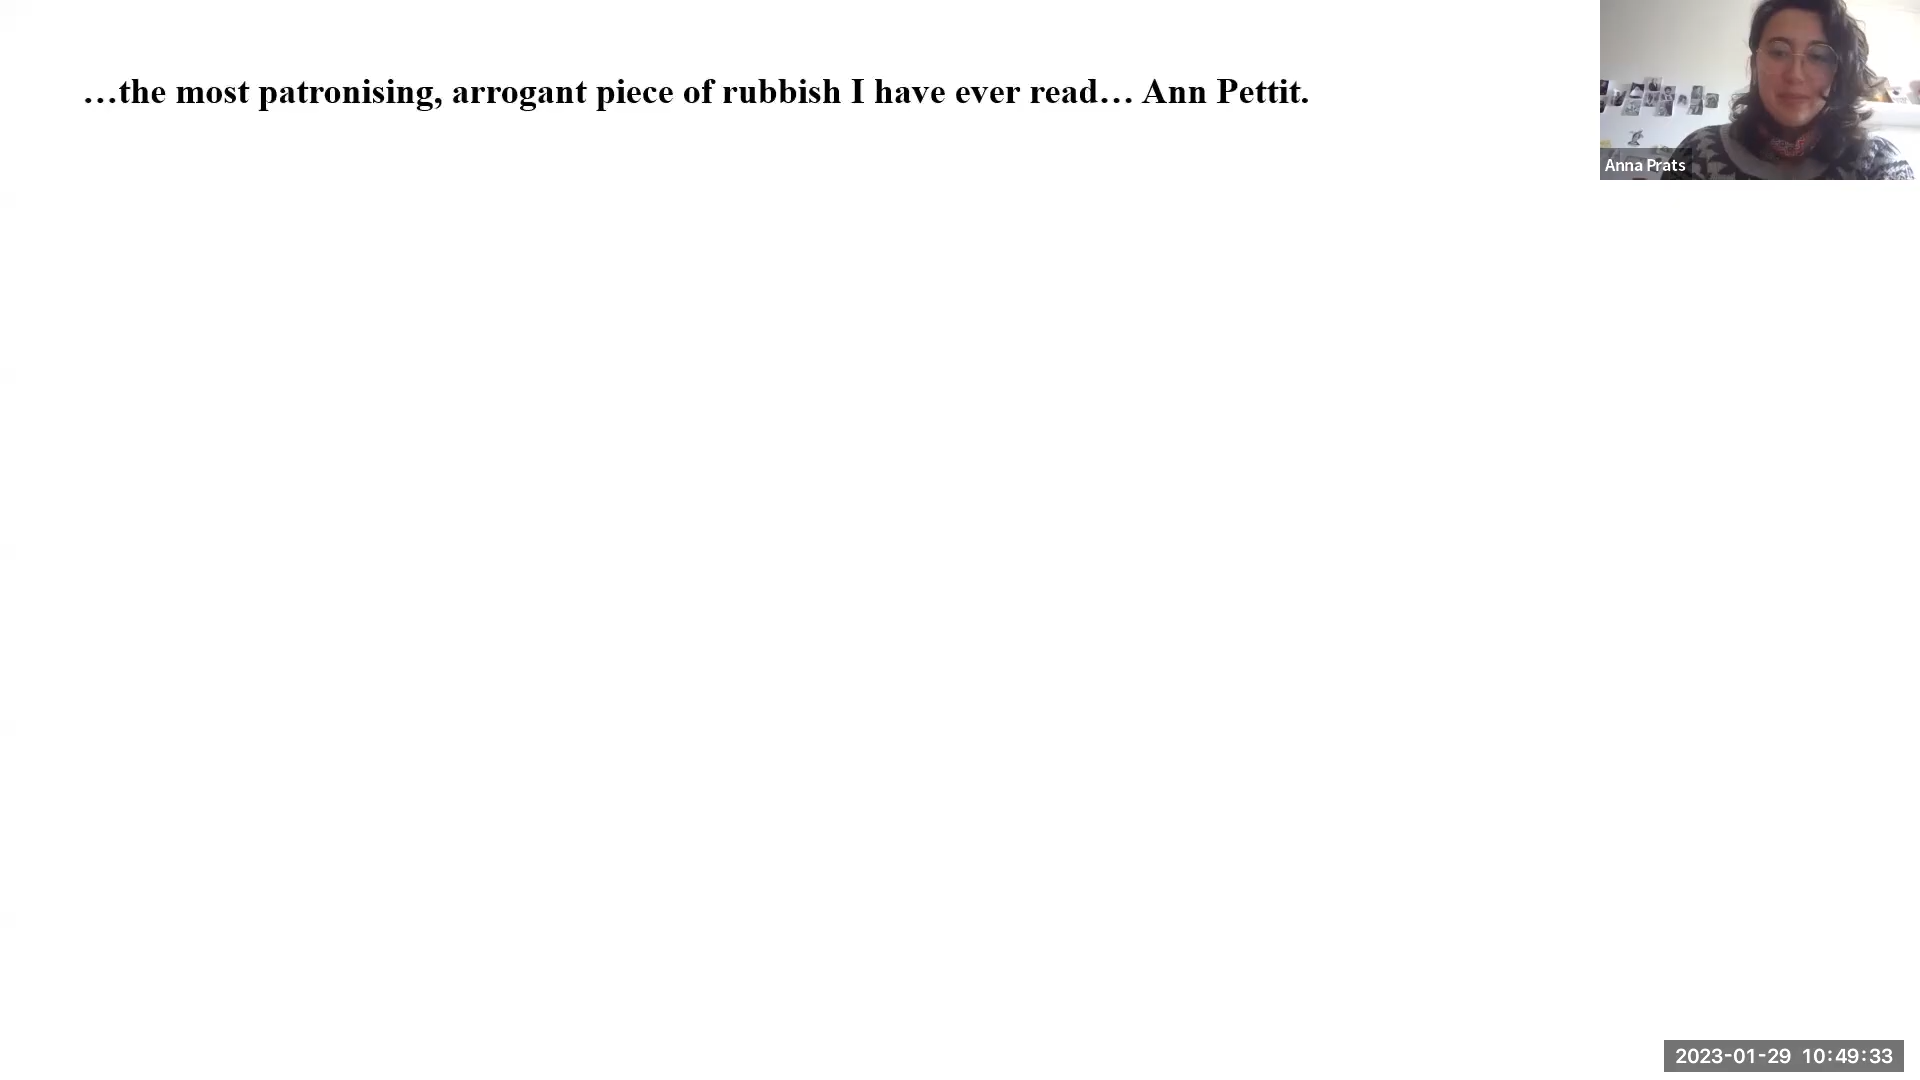 …the most patronising, arrogant piece of rubbish I have ever read… Ann Pettit.
Anna Prats
2023-01-29 10:49:33